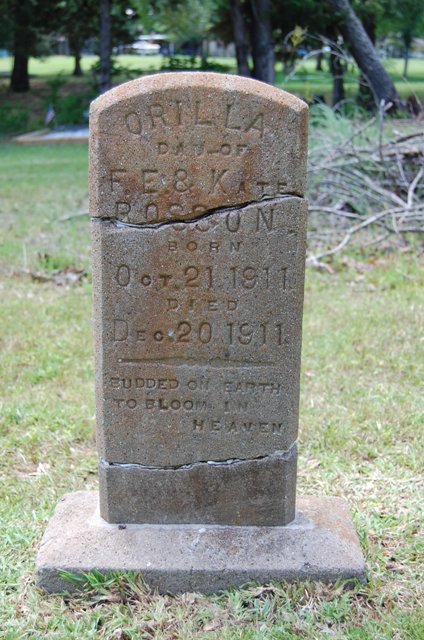 ORILLA
DAU. OF
F E & KATE
ROSSON
BORN
OCT. 21. 1911.
DIED
DEC. 20. 1911.
BUDDED ON EARTH
TO BLOOM IN
HEAVEN